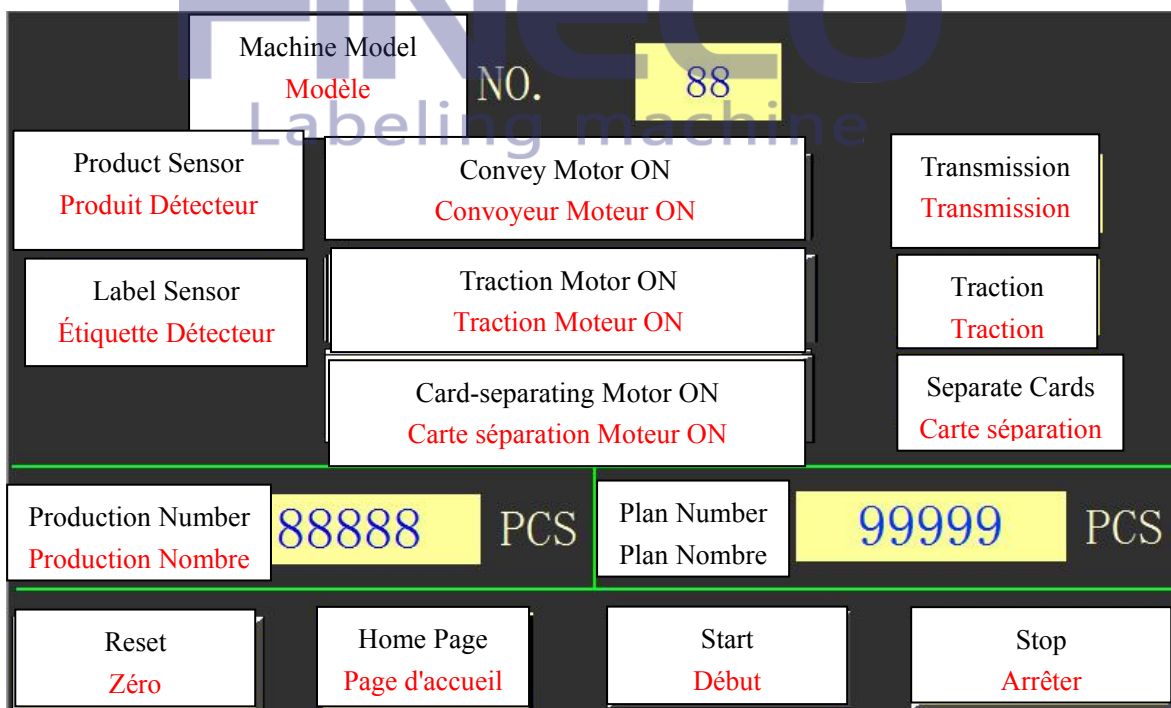 FINECO
Labeling machine
Machine Model
Modèle
NO.
88
Product Sensor
Produit Détecteur
Convey Motor ON
Convoyeur Moteur ON
Transmission
Transmission
Label Sensor
Étiquette Détecteur
Traction Motor ON
Traction Moteur ON
Traction
Traction
Card-separating Motor ON
Carte séparation Moteur ON
Separate Cards
Carte séparation
Production Number
Production Nombre
88888 PCS
Plan Number
Plan Nombre
99999 PCS
Reset
Zéro
Home Page
Page d'accueil
Start
Début
Stop
Arrêter